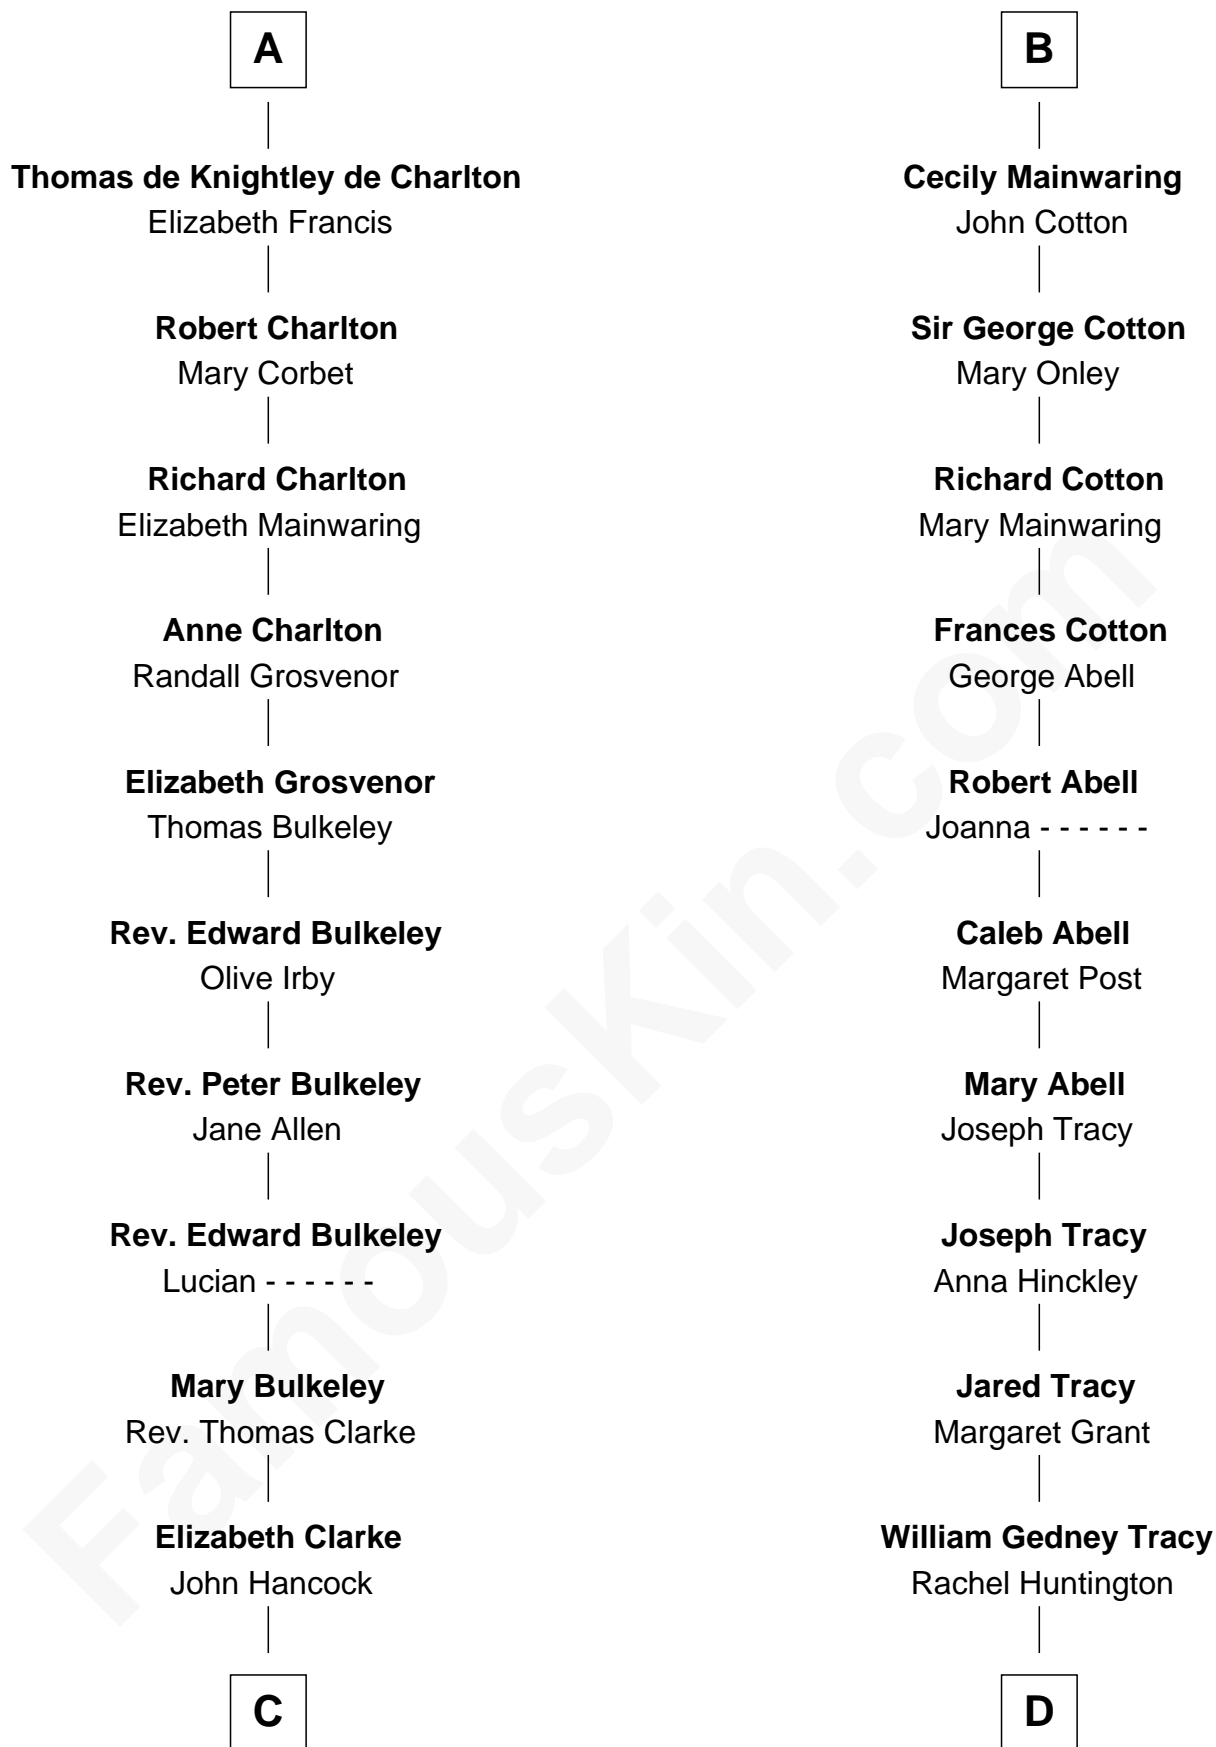 A
Thomas de Knightley de Charlton
Elizabeth Francis
Robert Charlton
Mary Corbet
Richard Charlton
Elizabeth Mainwaring
Anne Charlton
Randall Grosvenor
Elizabeth Grosvenor
Thomas Bulkeley
Rev. Edward Bulkeley
Olive Irby
Rev. Peter Bulkeley
Jane Allen
Rev. Edward Bulkeley
Lucian - - - - - -
Mary Bulkeley
Rev. Thomas Clarke
Elizabeth Clarke
John Hancock
C
B
Cecily Mainwaring
John Cotton
Sir George Cotton
Mary Onley
Richard Cotton
Mary Mainwaring
Frances Cotton
George Abell
Robert Abell
Joanna - - - - - -
Caleb Abell
Margaret Post
Mary Abell
Joseph Tracy
Joseph Tracy
Anna Hinckley
Jared Tracy
Margaret Grant
William Gedney Tracy
Rachel Huntington
D
FamousKin.com